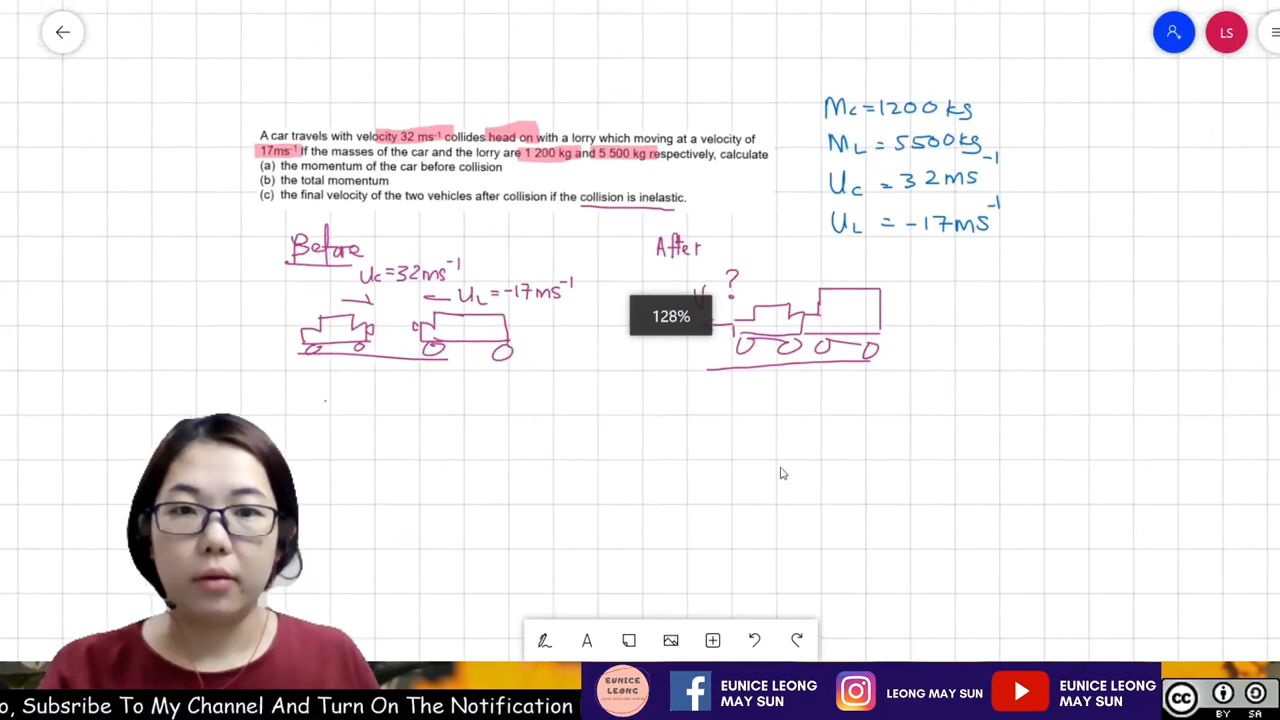 LS
A car travels with velocity 32 ms⁻¹ collides head on with a lorry which moving at a velocity of
17ms⁻¹ If the masses of the car and the lorry are 1 200 kg and 5 500 kg respectively, calculate
(a) the momentum of the car before collision
(b) the total momentum
(c) the final velocity of the two vehicles after collision if the collision is inelastic.
Mc = 1200 kg
ML = 5500 kg
Uc = 32 ms⁻¹
UL = -17 ms⁻¹
Before
Uc = 32 ms⁻¹
UL = -17 ms⁻¹
After
V ?
128%
A
EUNICE
LEONG
EUNICE LEONG
MAY SUN
LEONG MAY SUN
EUNICE LEONG
MAY SUN
cc
BY SA
o, Subscribe To My Channel And Turn On The Notification